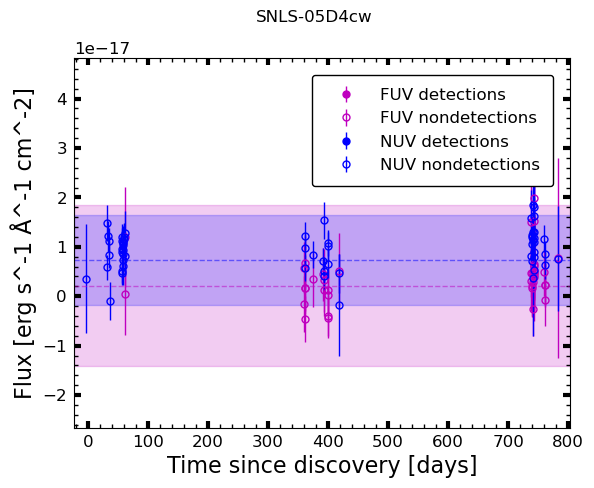 SNLS-05D4cw
1e−17
FUV detections
FUV nondetections
NUV detections
NUV nondetections
4
3
2
1
0
−1
−2
Flux [erg s^-1 Å^-1 cm^-2]
0 100 200 300 400 500 600 700 800
Time since discovery [days]